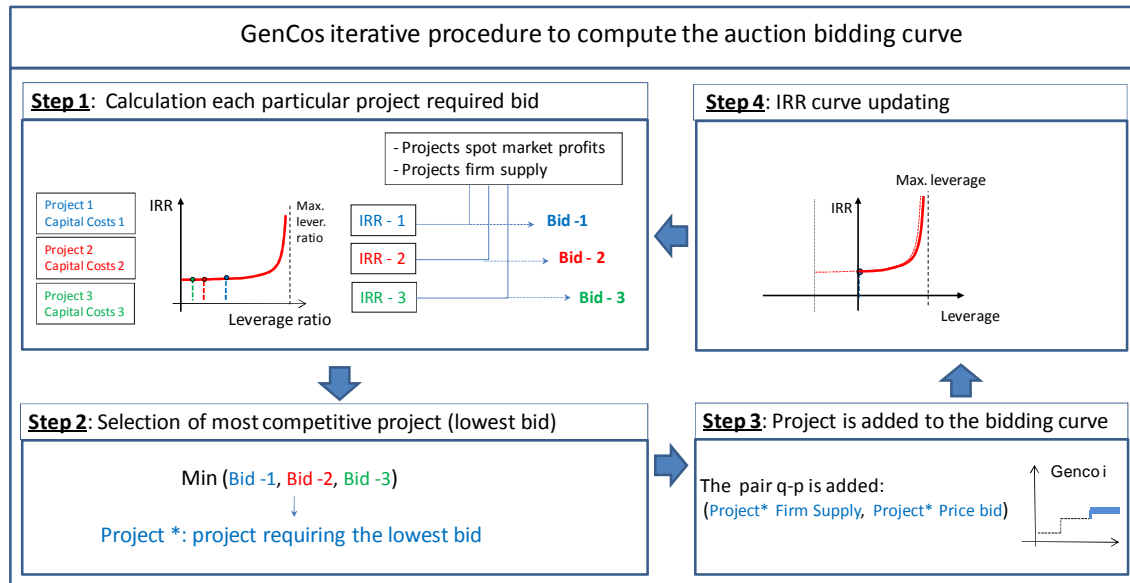 GenCos iterative procedure to compute the auction bidding curve
Step 1: Calculation each particular project required bid
- Projects spot market profits
- Projects firm supply
Project 1
Capital Costs 1
Project 2
Capital Costs 2
Project 3
Capital Costs 3
IRR
Max.
lever.
ratio
Leverage ratio
IRR - 1
Bid -1
IRR - 2
Bid - 2
IRR - 3
Bid - 3
Step 4: IRR curve updating
Max. leverage
IRR
Leverage
Step 2: Selection of most competitive project (lowest bid)
Min (Bid -1, Bid -2, Bid -3)
Project *: project requiring the lowest bid
Step 3: Project is added to the bidding curve
The pair q-p is added:
(Project* Firm Supply, Project* Price bid)
Genco i